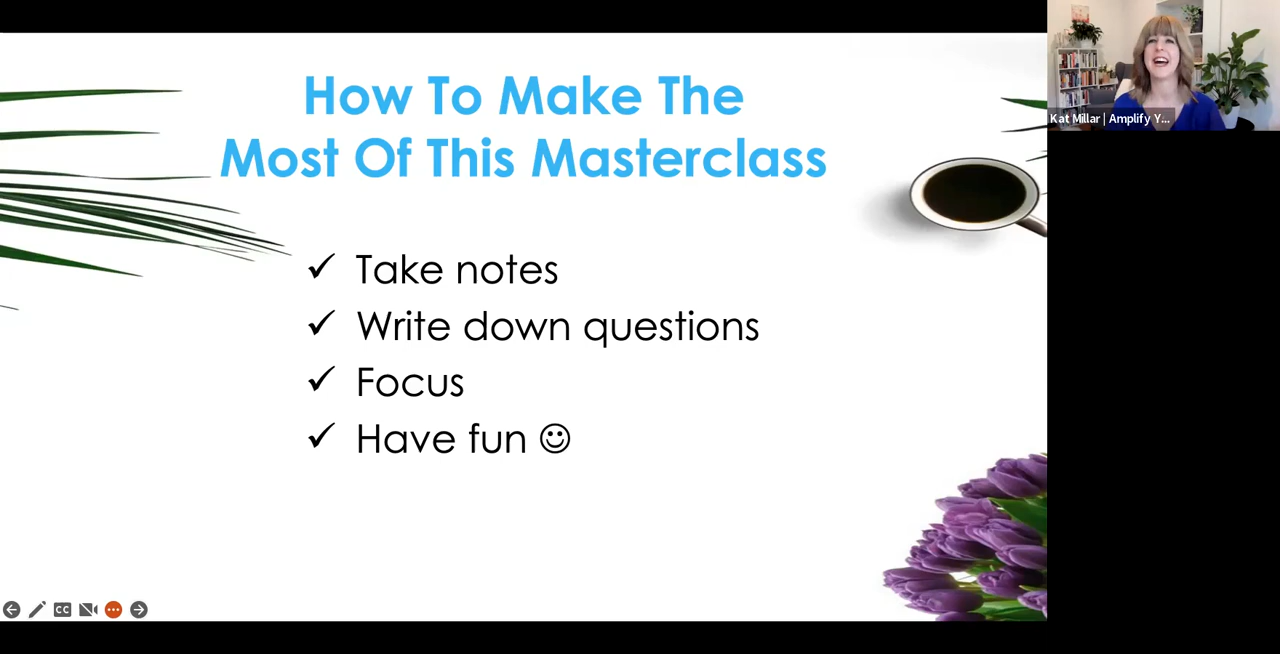 How To Make The
Most Of This Masterclass
✓ Take notes
✓ Write down questions
✓ Focus
✓ Have fun ☺
Kat Millar | Amplify Y...
CC